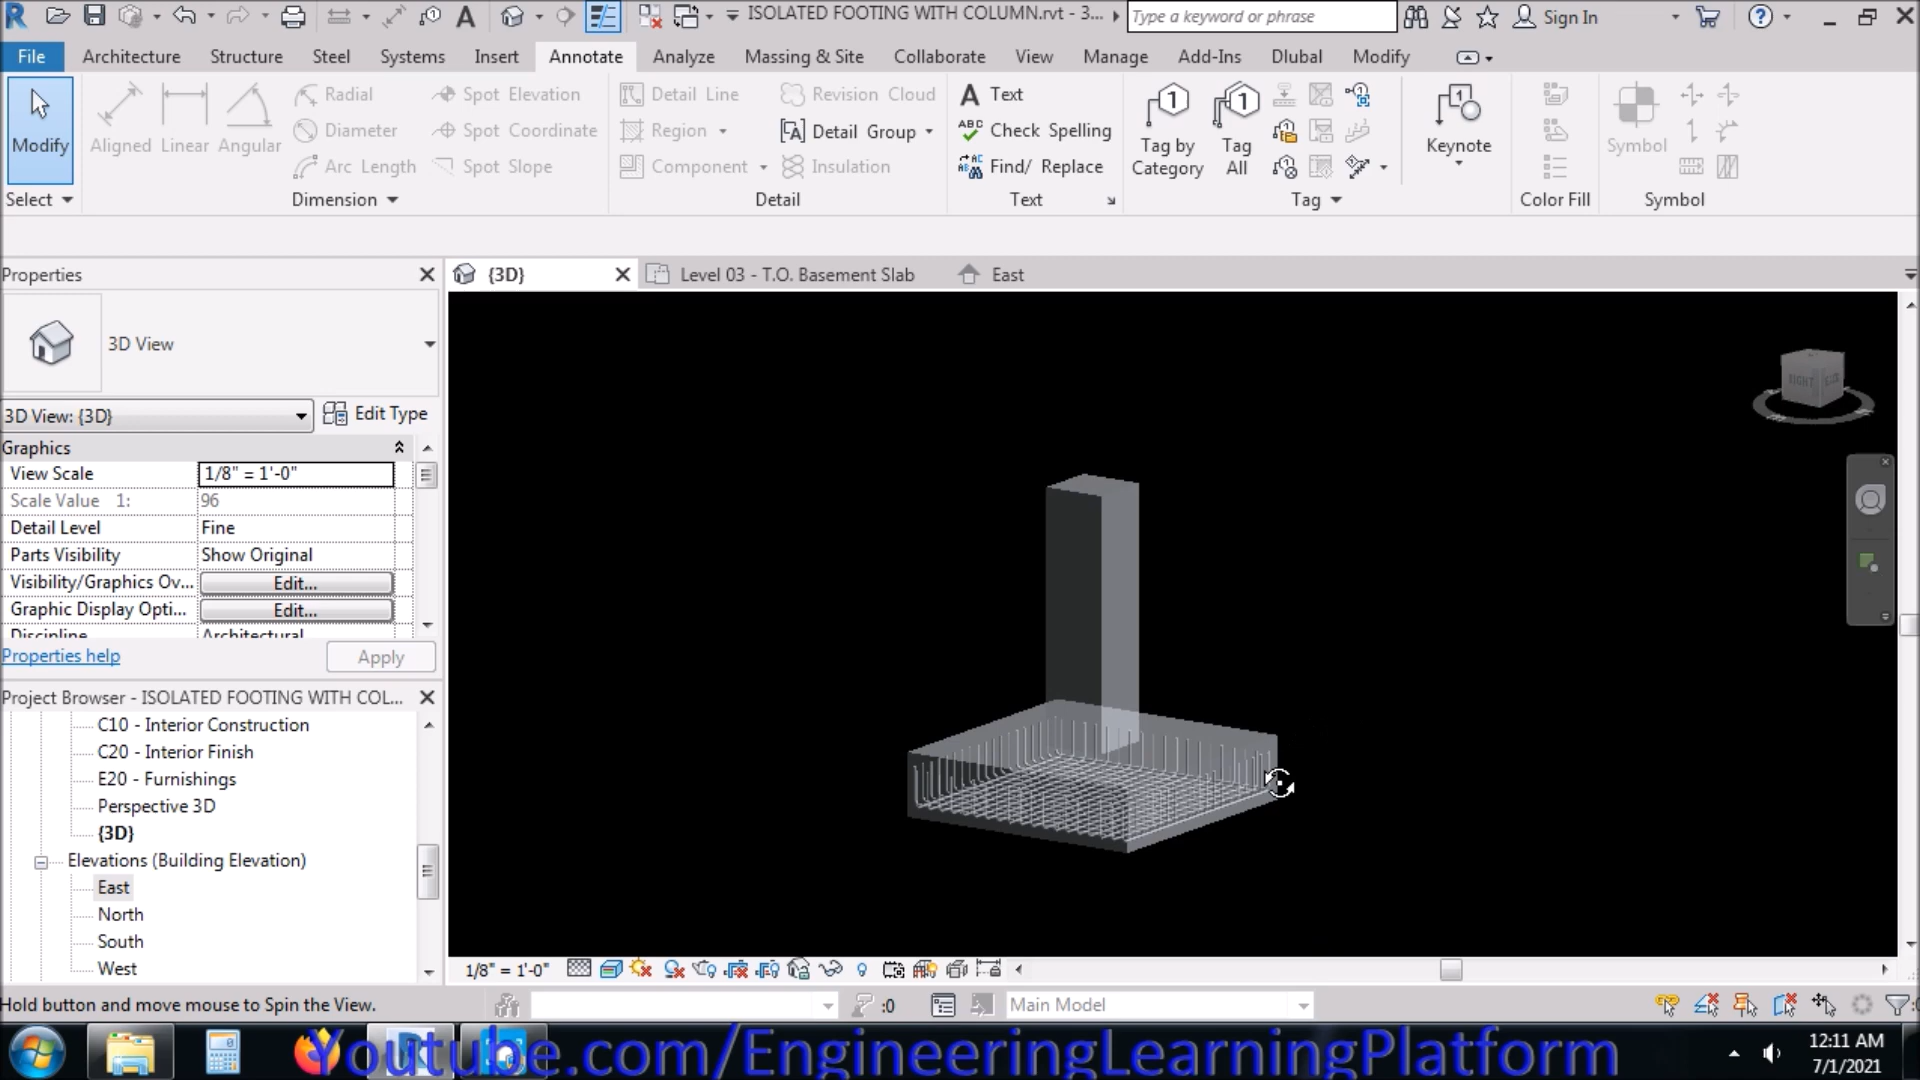 ISOLATED FOOTING WITH COLUMN.rvt - 3...
Type a keyword or phrase
Sign In
File
Architecture
Structure
Steel
Systems
Insert
Annotate
Analyze
Massing & Site
Collaborate
View
Manage
Add-Ins
Dlubal
Modify
Modify
Aligned
Linear
Angular
Radial
Diameter
Arc Length
Spot Elevation
Spot Coordinate
Spot Slope
Detail Line
Region
Component
Revision Cloud
Detail Group
Insulation
Text
Check Spelling
Find/ Replace
Tag by
Category
Tag
All
Keynote
Symbol
Select
Dimension
Detail
Text
Tag
Color Fill
Symbol
Properties
{3D}
Level 03 - T.O. Basement Slab
East
3D View
3D View: {3D}
Edit Type
Graphics
View Scale
1/8" = 1'-0"
Scale Value 1:
96
Detail Level
Fine
Parts Visibility
Show Original
Visibility/Graphics Ov...
Edit...
Graphic Display Opti...
Edit...
Discipline
Architectural
Properties help
Apply
RIGHT
Project Browser - ISOLATED FOOTING WITH COL...
C10 - Interior Construction
C20 - Interior Finish
E20 - Furnishings
Perspective 3D
{3D}
Elevations (Building Elevation)
East
North
South
West
1/8" = 1'-0"
Hold button and move mouse to Spin the View.
:0
Main Model
Youtube.com/EngineeringLearningPlatform
12:11 AM
7/1/2021